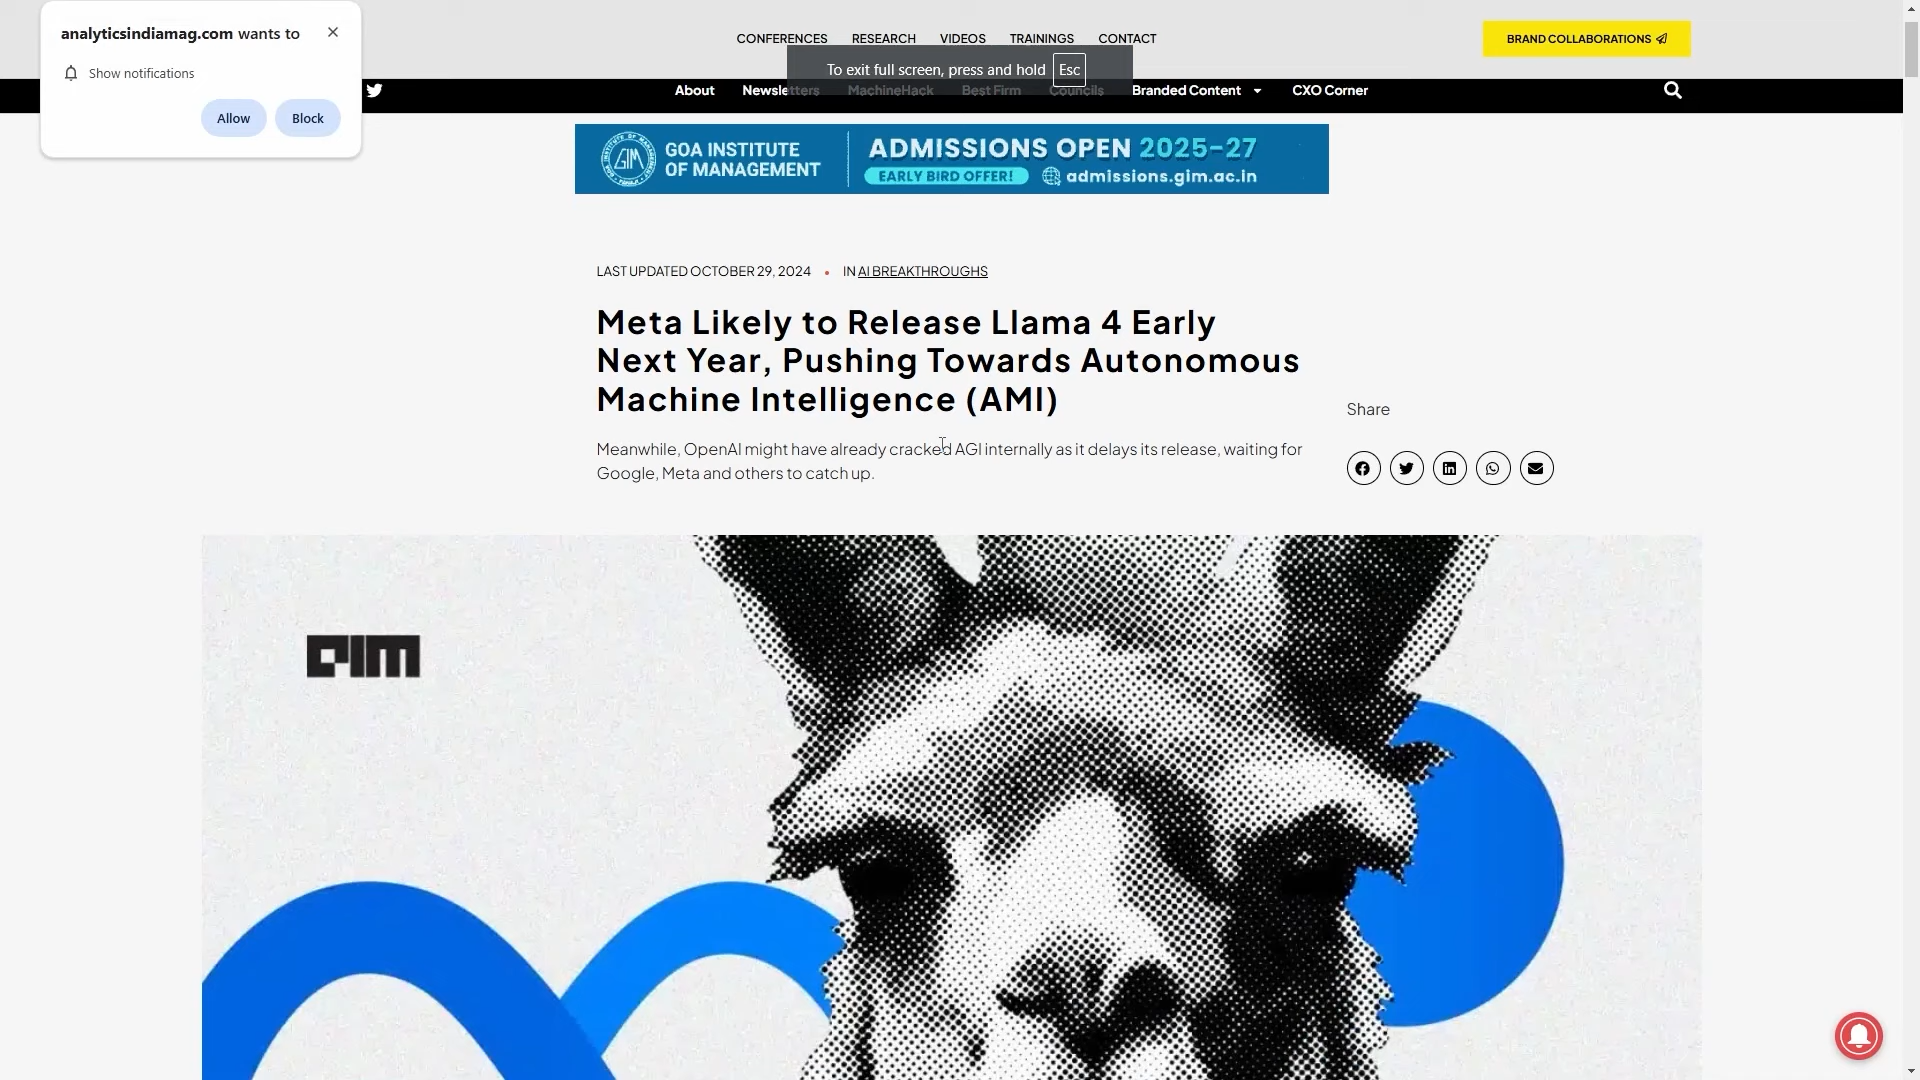 analyticsindiamag.com wants to
Show notifications
Allow
Block
CONFERENCES
RESEARCH
VIDEOS
TRAININGS
CONTACT
BRAND COLLABORATIONS
To exit full screen, press and hold Esc
About
Newsletters
MachineHack
Best Firm
Councils
Branded Content
CXO Corner
GOA INSTITUTE
OF MANAGEMENT
ADMISSIONS OPEN 2025-27
EARLY BIRD OFFER!
admissions.gim.ac.in
LAST UPDATED OCTOBER 29, 2024 • IN AI BREAKTHROUGHS
Meta Likely to Release Llama 4 Early
Next Year, Pushing Towards Autonomous
Machine Intelligence (AMI)
Meanwhile, OpenAI might have already cracked AGI internally as it delays its release, waiting for
Google, Meta and others to catch up.
Share
AIM